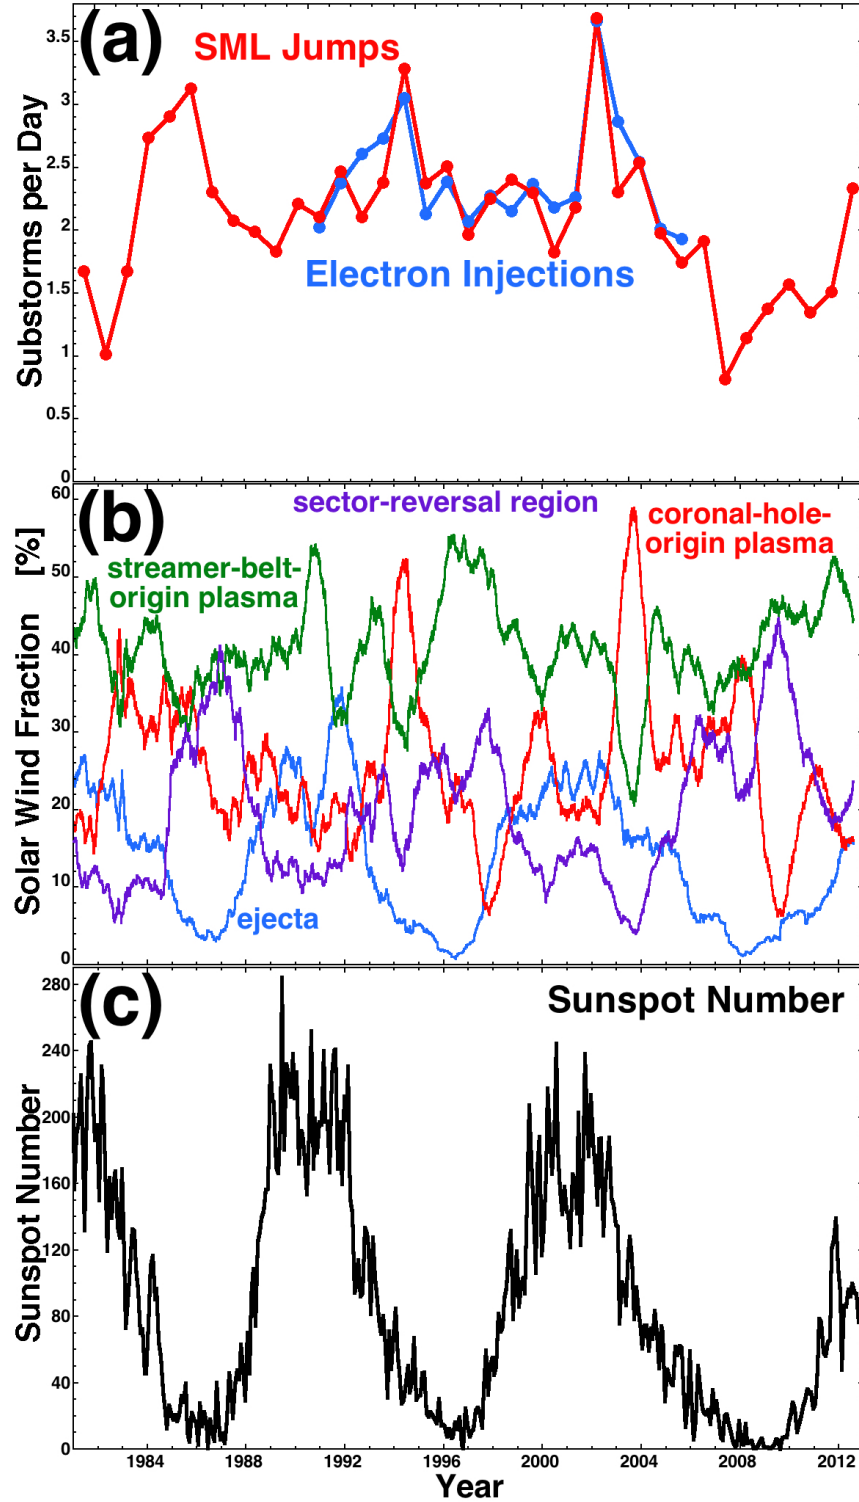 (a)
SML Jumps
Electron Injections
Substorms per Day
3.5
3
2.5
2
1.5
1
0.5
0
(b)
sector-reversal region
coronal-hole-
origin plasma
streamer-belt-
origin plasma
ejecta
Solar Wind Fraction [%]
60
50
40
30
20
10
0
(c)
Sunspot Number
Sunspot Number
280
240
200
160
120
80
40
0
1984 1988 1992 1996 2000 2004 2008 2012
Year